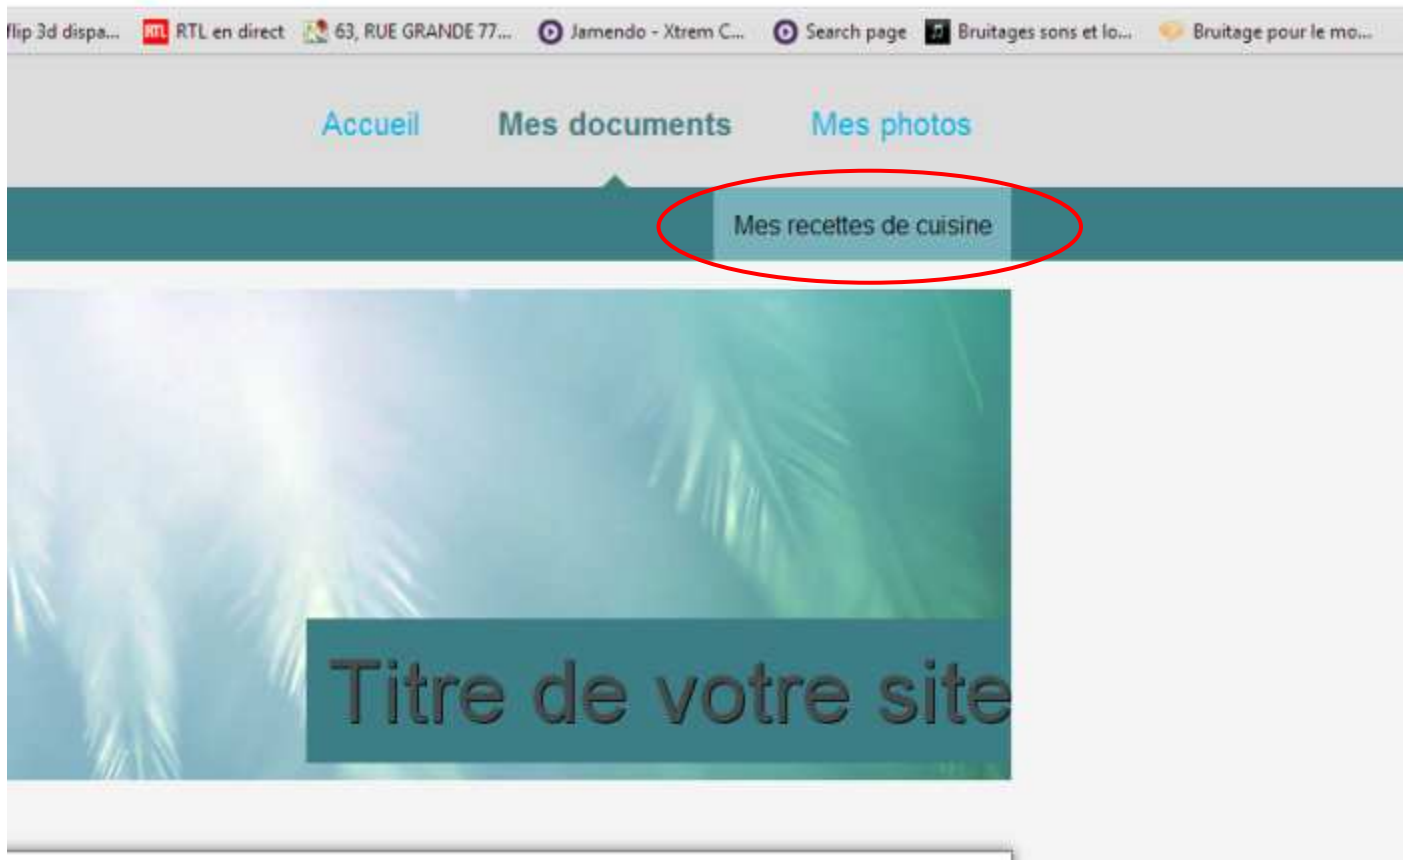 flip 3d dispa... RTL RTL en direct 63, RUE GRANDE 77... Jamendo - Xtrem C... Search page Bruitages sons et lo... Bruitage pour le mo...
Accueil Mes documents Mes photos
Mes recettes de cuisine
Titre de votre site